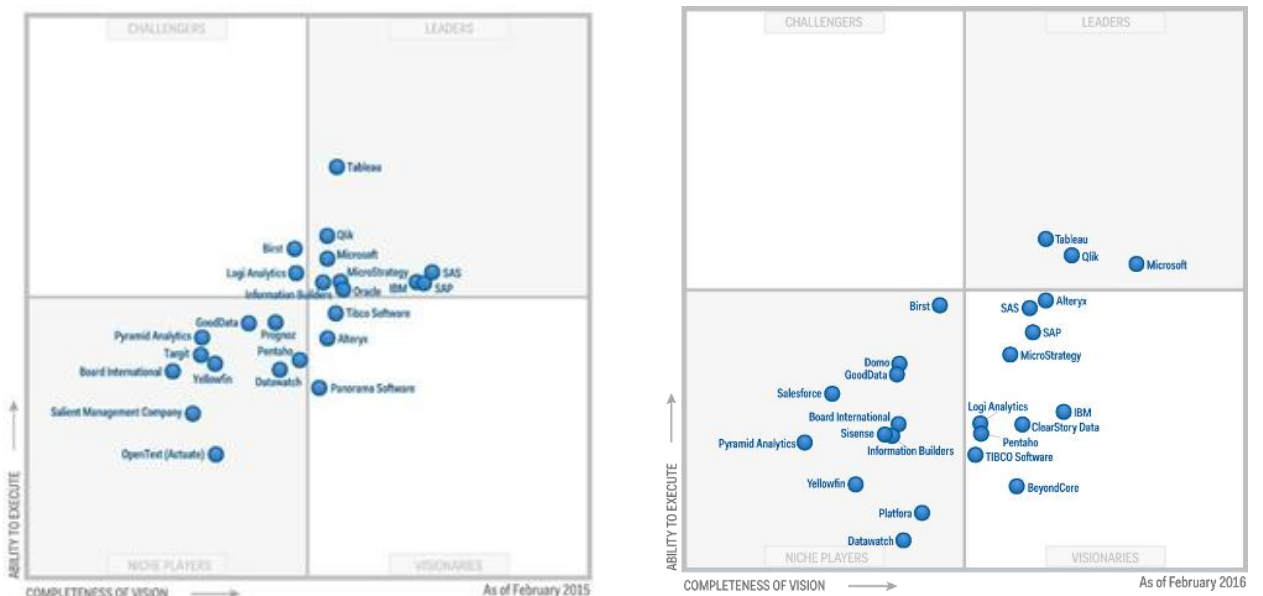 CHALLENGERS
LEADERS
Tableau
Qlik
Birst
Microsoft
Logi Analytics
MicroStrategy
SAS
Information Builders
Oracle
IBM
SAP
Tibco Software
GoodData
Prognoz
Pyramid Analytics
Alteryx
Targit
Pentaho
Board International
Yellowfin
Datawatch
Panorama Software
Salient Management Company
OpenText (Actuate)
NICHE PLAYERS
VISIONARIES
ABILITY TO EXECUTE
COMPLETENESS OF VISION
As of February 2015
CHALLENGERS
LEADERS
Tableau
Qlik
Microsoft
Birst
Alteryx
SAS
SAP
MicroStrategy
Domo
GoodData
Salesforce
Logi Analytics
IBM
Board International
ClearStory Data
Sisense
Pyramid Analytics
Pentaho
Information Builders
TIBCO Software
Yellowfin
BeyondCore
Platfora
Datawatch
NICHE PLAYERS
VISIONARIES
ABILITY TO EXECUTE
COMPLETENESS OF VISION
As of February 2016